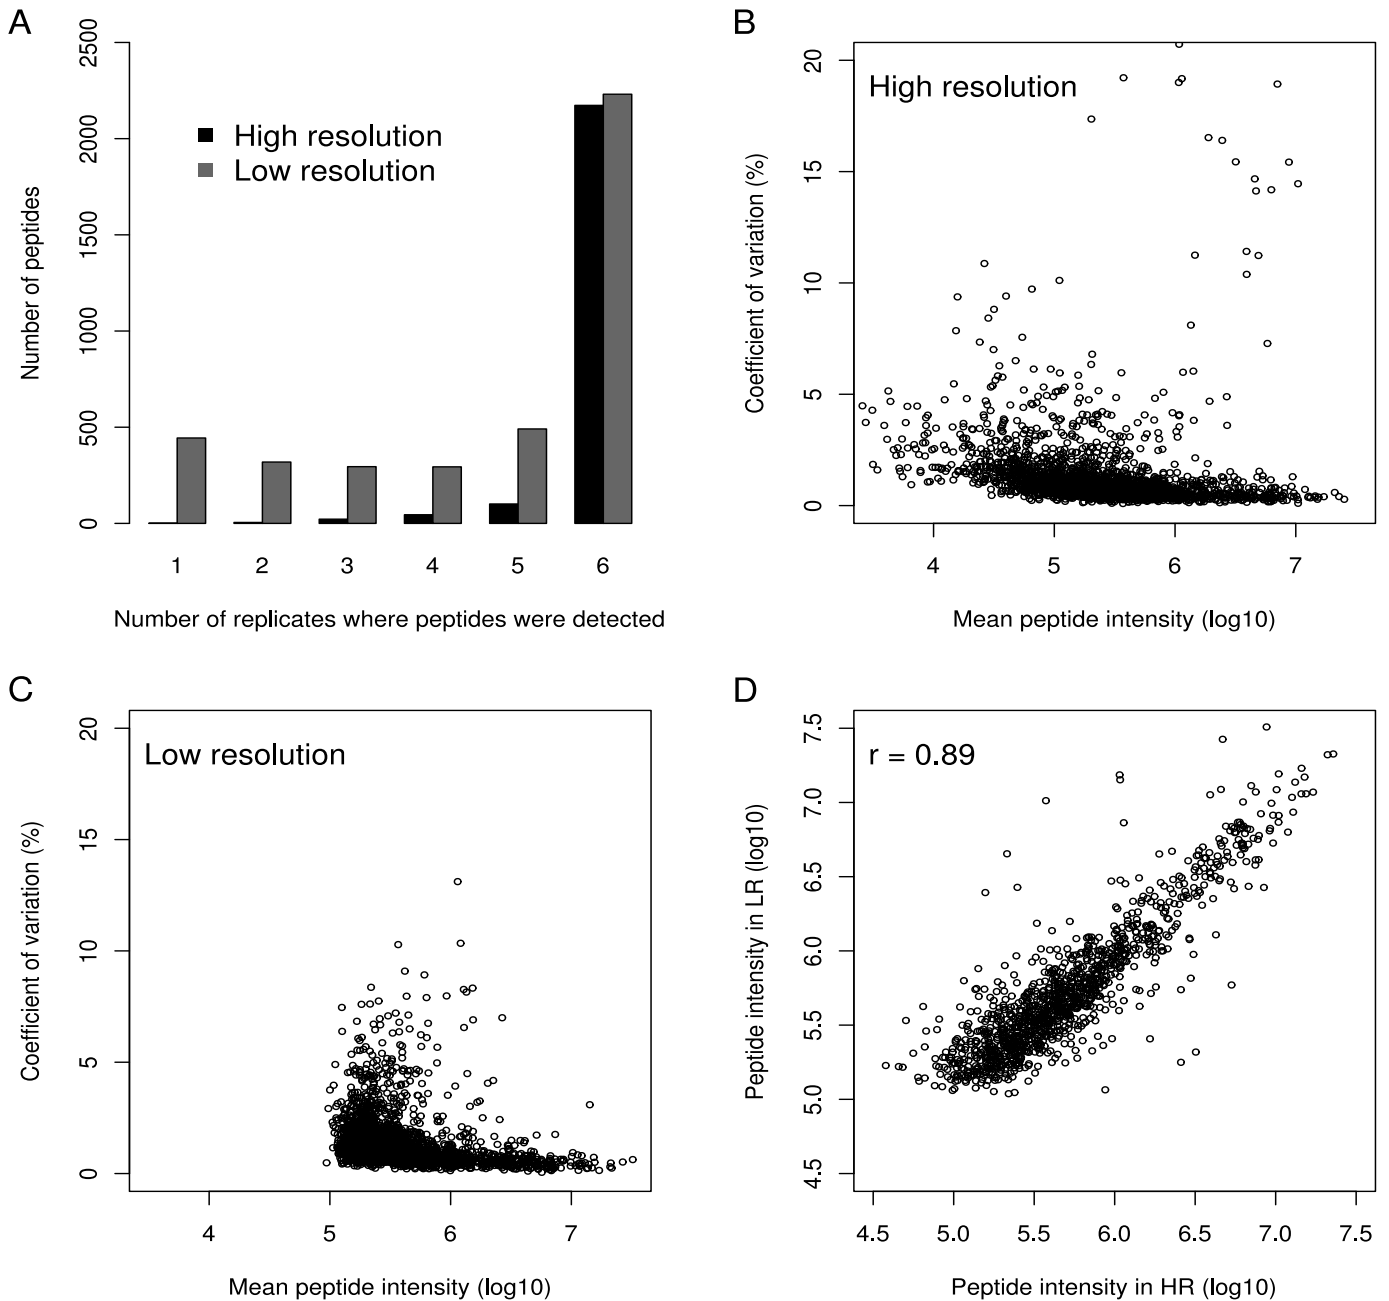 A
Number of peptides
0 500 1000 1500 2000 2500
High resolution
Low resolution
1 2 3 4 5 6
Number of replicates where peptides were detected
B
Coefficient of variation (%)
0 5 10 15 20
High resolution
4 5 6 7
Mean peptide intensity (log10)
C
Coefficient of variation (%)
0 5 10 15 20
Low resolution
4 5 6 7
Mean peptide intensity (log10)
D
Peptide intensity in LR (log10)
4.5 5.0 5.5 6.0 6.5 7.0 7.5
r = 0.89
4.5 5.0 5.5 6.0 6.5 7.0 7.5
Peptide intensity in HR (log10)